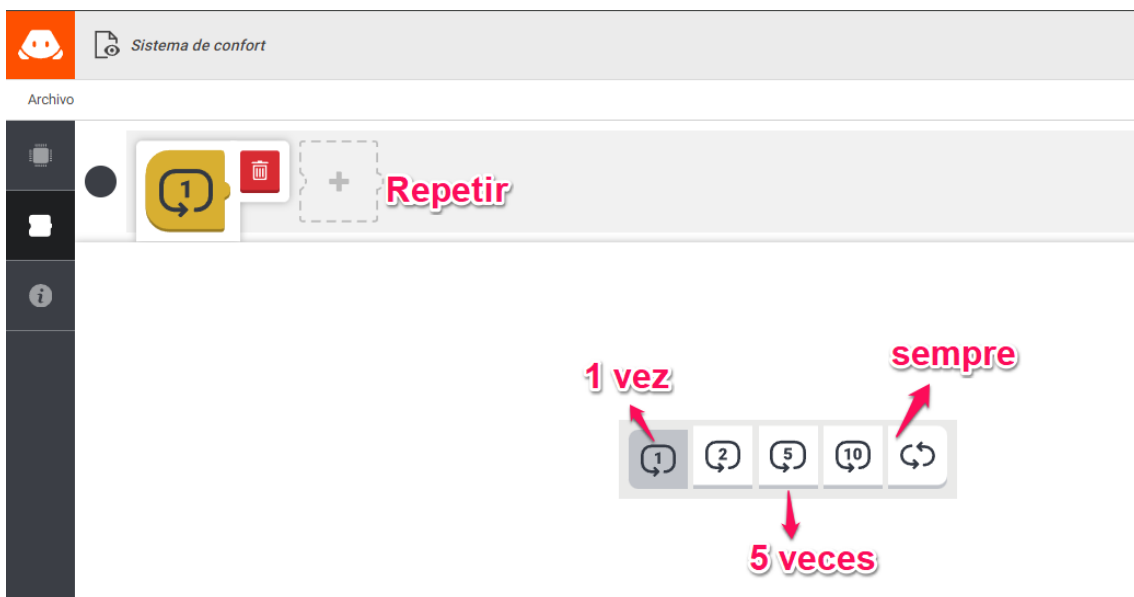 Sistema de confort
Archivo
1
Repetir
sempre
1 vez
1 2 5 10
5 veces